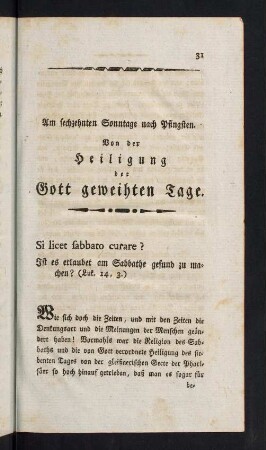 31
Am sechzehnten Sonntage nach Pfingsten.
Von der
Heiligung
der
Gott geweihten Tage.
Si licet sabbato curare?
Ist es erlaubet am Sabbathe gesund zu ma-
chen? (Luk. 14, 3.)
Wie sich doch die Zeiten, und mit den Zeiten die
Denkungsart und die Meinungen der Menschen geän-
dert haben! Vormahls war die Religion des Sab-
baths und die von Gott verordnete Heiligung des sie-
benten Tages von der gleißnerischen Secte der Phari-
säer so hoch hinauf getrieben, daß man es sogar für
be-